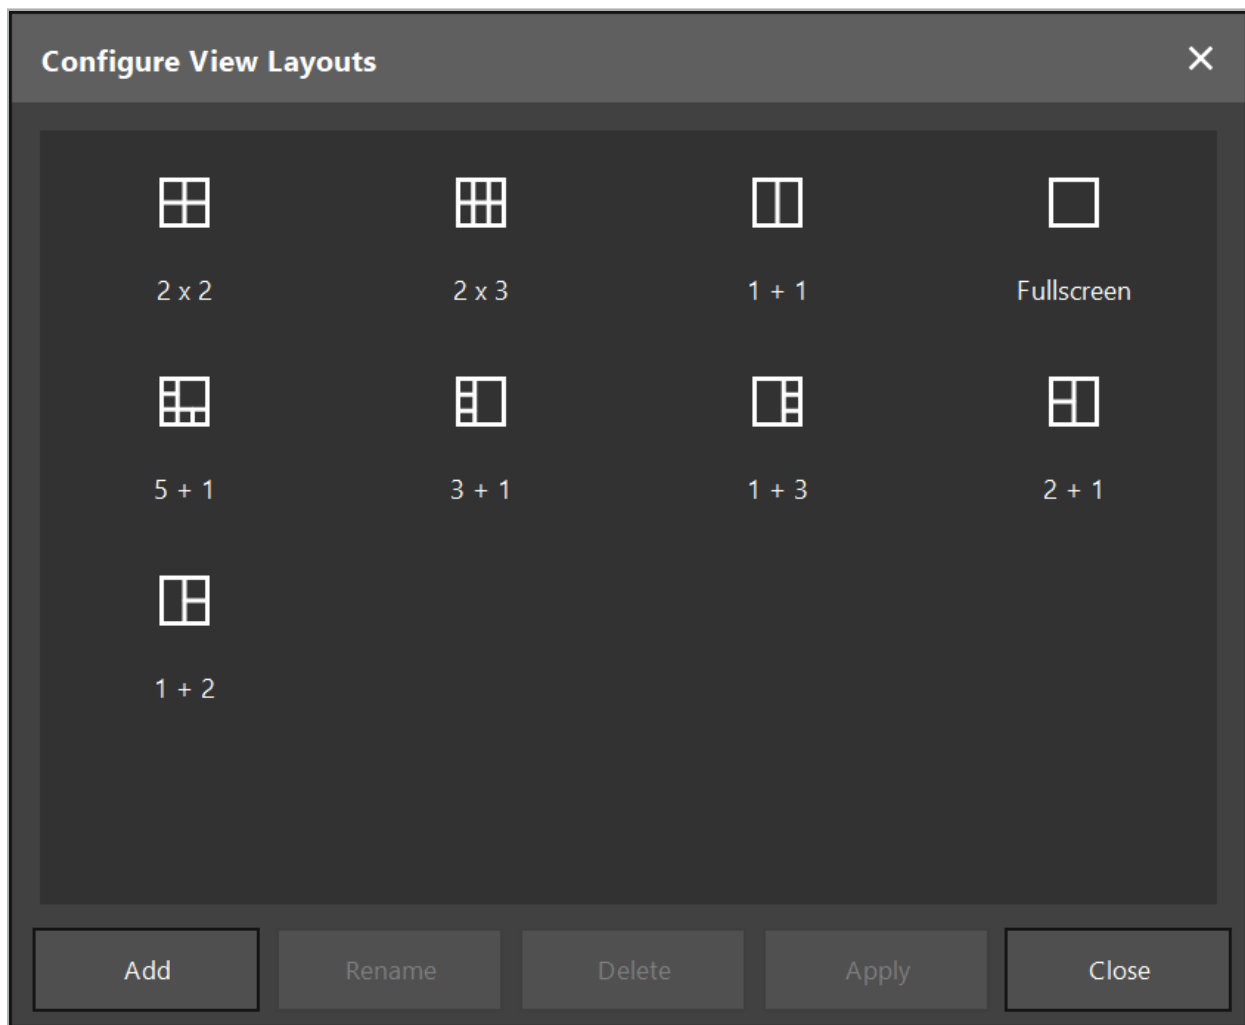 Configure View Layouts
2 x 2 2 x 3 1 + 1 Fullscreen
5 + 1 3 + 1 1 + 3 2 + 1
1 + 2
Add Rename Delete Apply Close